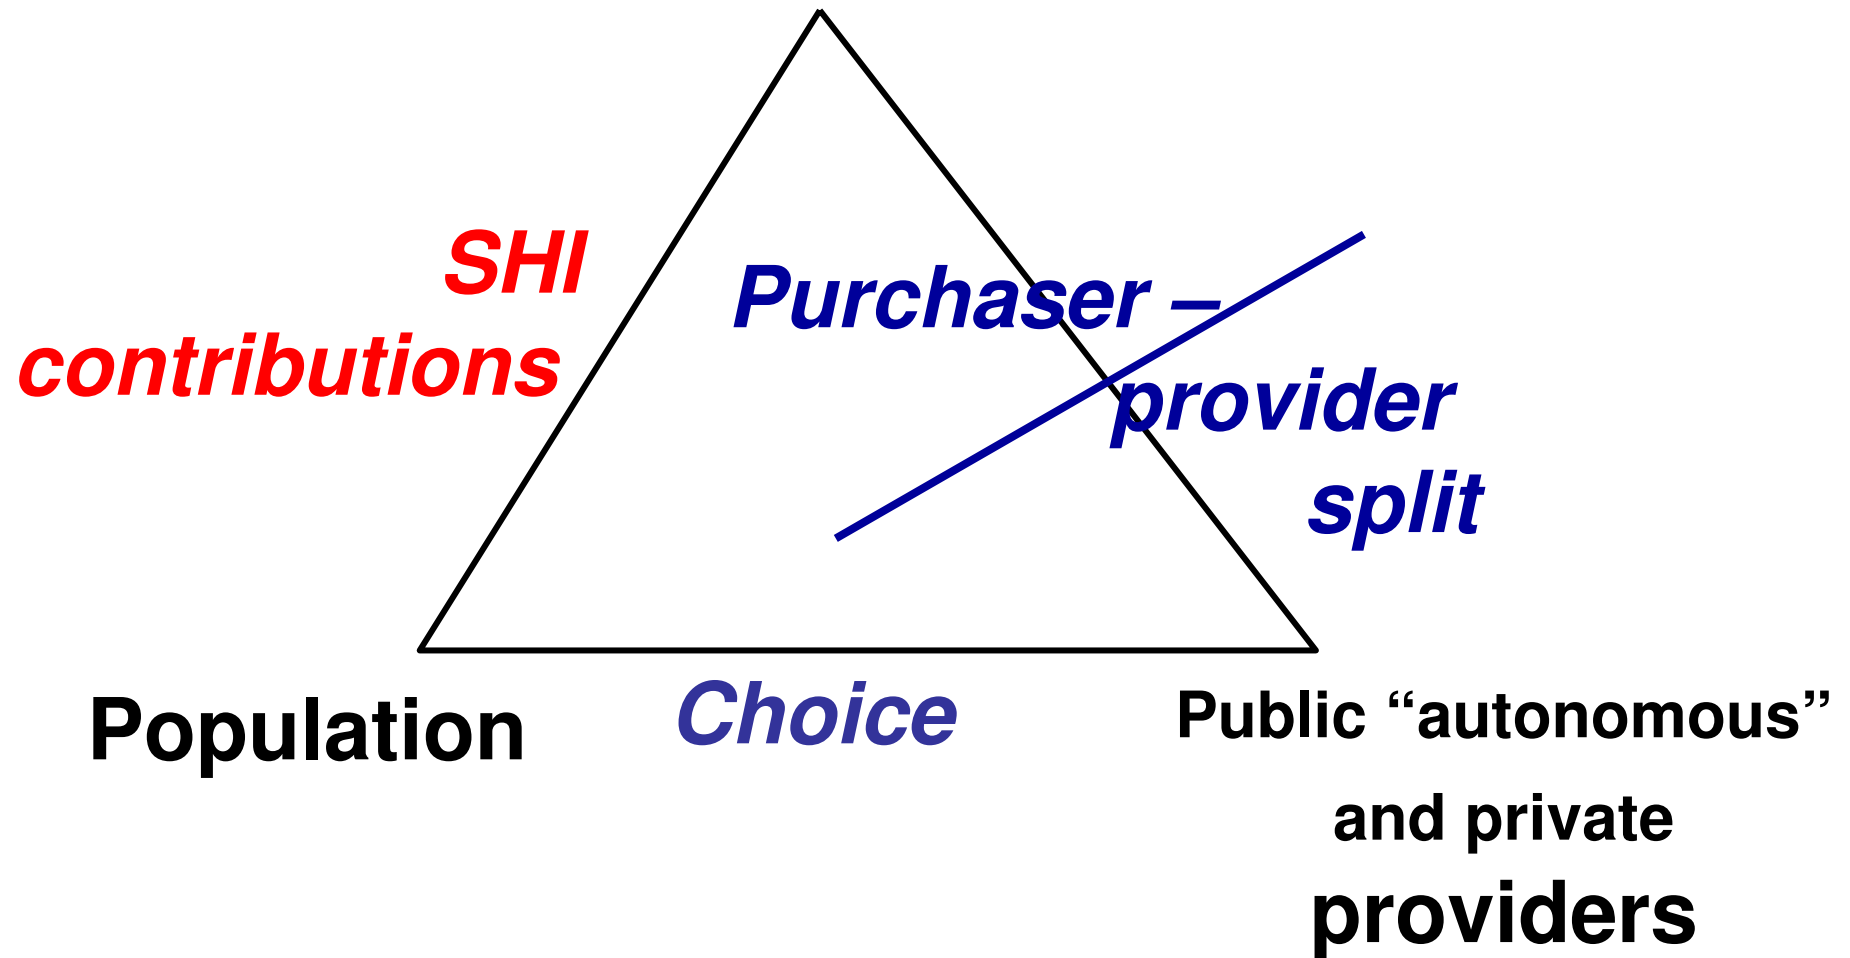 SHI
contributions
Purchaser –
provider
split
Population
Choice
Public “autonomous”
and private
providers